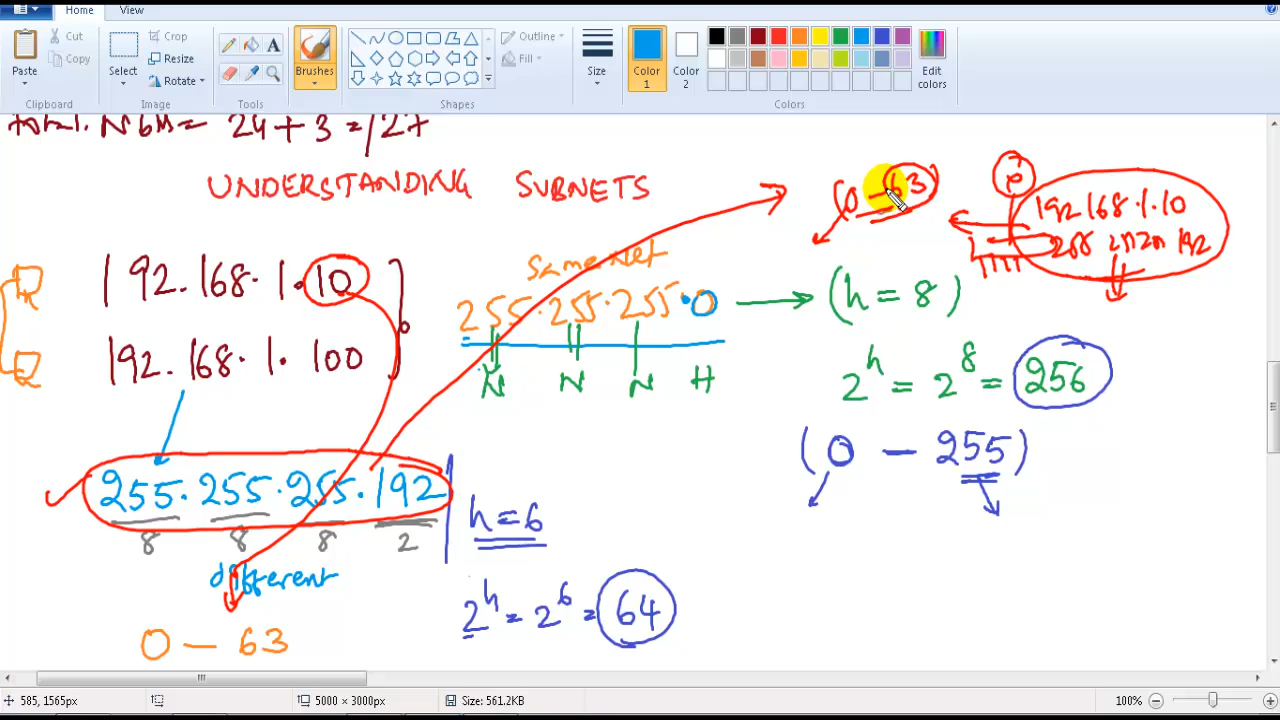 Home
View
Cut
Copy
Paste
Clipboard
Crop
Resize
Rotate
Select
Image
Tools
Brushes
Shapes
Outline
Fill
Size
Color 1
Color 2
Edit colors
Colors
= 24 + 3 = /27
UNDERSTANDING SUBNETS
0 - 63
192 168.1.10
255 192
192.168.1.10
192.168.1.100
Same Net
255.255.255.0
(h = 8)
N N N H
2^h = 2^8 = 256
(0 - 255)
255.255.255.192
8 8 8 2
h = 6
different
2^h = 2^6 = 64
0 - 63
585, 1565px
5000 × 3000px
Size: 561.2KB
100%